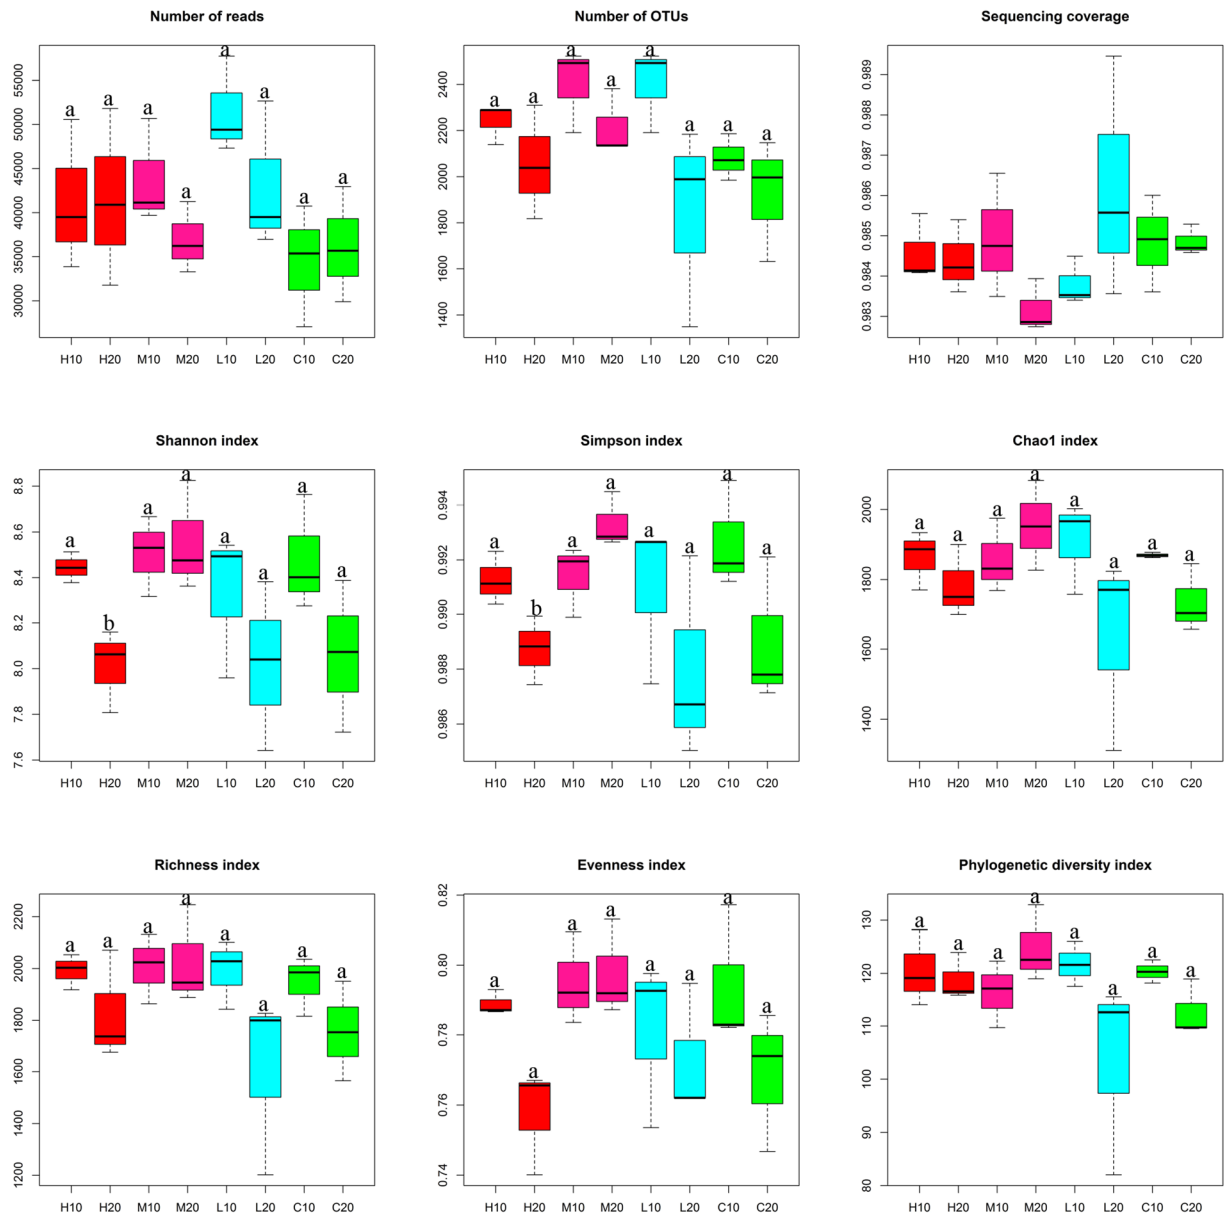 Number of reads
55000
50000
45000
40000
35000
30000
a a a a a a a a
H10 H20 M10 M20 L10 L20 C10 C20
Number of OTUs
2400
2200
2000
1800
1600
1400
a a a a a a a a
H10 H20 M10 M20 L10 L20 C10 C20
Sequencing coverage
0.989
0.988
0.987
0.986
0.985
0.984
0.983
H10 H20 M10 M20 L10 L20 C10 C20
Shannon index
8.8
8.6
8.4
8.2
8.0
7.8
7.6
a b a a a a a a
H10 H20 M10 M20 L10 L20 C10 C20
Simpson index
0.994
0.992
0.990
0.988
0.986
a b a a a a a a
H10 H20 M10 M20 L10 L20 C10 C20
Chao1 index
2000
1800
1600
1400
a a a a a a a a
H10 H20 M10 M20 L10 L20 C10 C20
Richness index
2200
2000
1800
1600
1400
1200
a a a a a a a a
H10 H20 M10 M20 L10 L20 C10 C20
Evenness index
0.82
0.80
0.78
0.76
0.74
a a a a a a a a
H10 H20 M10 M20 L10 L20 C10 C20
Phylogenetic diversity index
130
120
110
100
90
80
a a a a a a a a
H10 H20 M10 M20 L10 L20 C10 C20